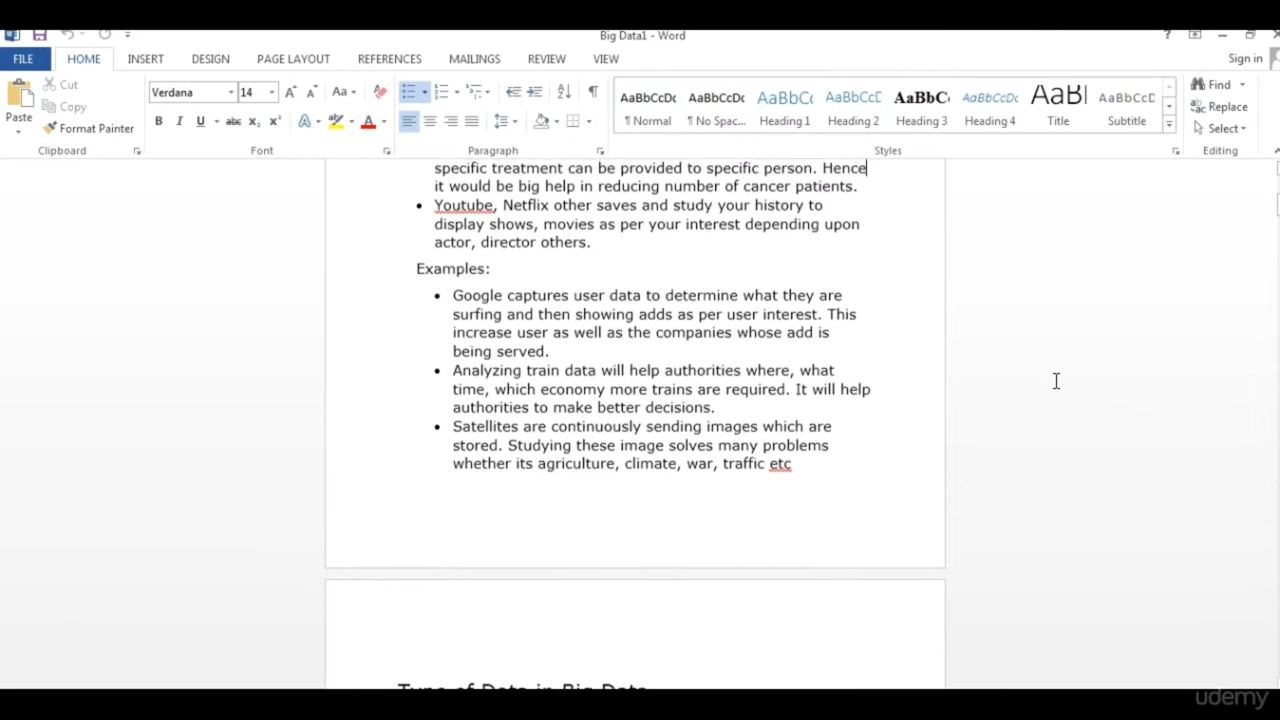 Big Data1 - Word
?
FILE HOME INSERT DESIGN PAGE LAYOUT REFERENCES MAILINGS REVIEW VIEW Sign in
Cut
Copy
Paste
Format Painter
Clipboard
Verdana 14 Aa
B I U abc X₂ X² A A
Font
Paragraph
AaBbCcDc AaBbCcDc AaBbCc AaBbCcD AaBbC AaBbCcDc AaBl AaBbCcD
¶ Normal ¶ No Spac... Heading 1 Heading 2 Heading 3 Heading 4 Title Subtitle
Styles
Find
Replace
Select
Editing
specific treatment can be provided to specific person. Hence
it would be big help in reducing number of cancer patients.
• Youtube, Netflix other saves and study your history to
display shows, movies as per your interest depending upon
actor, director others.
Examples:
• Google captures user data to determine what they are
surfing and then showing adds as per user interest. This
increase user as well as the companies whose add is
being served.
• Analyzing train data will help authorities where, what
time, which economy more trains are required. It will help
authorities to make better decisions.
• Satellites are continuously sending images which are
stored. Studying these image solves many problems
whether its agriculture, climate, war, traffic etc
Type of Data in Big Data
udemy